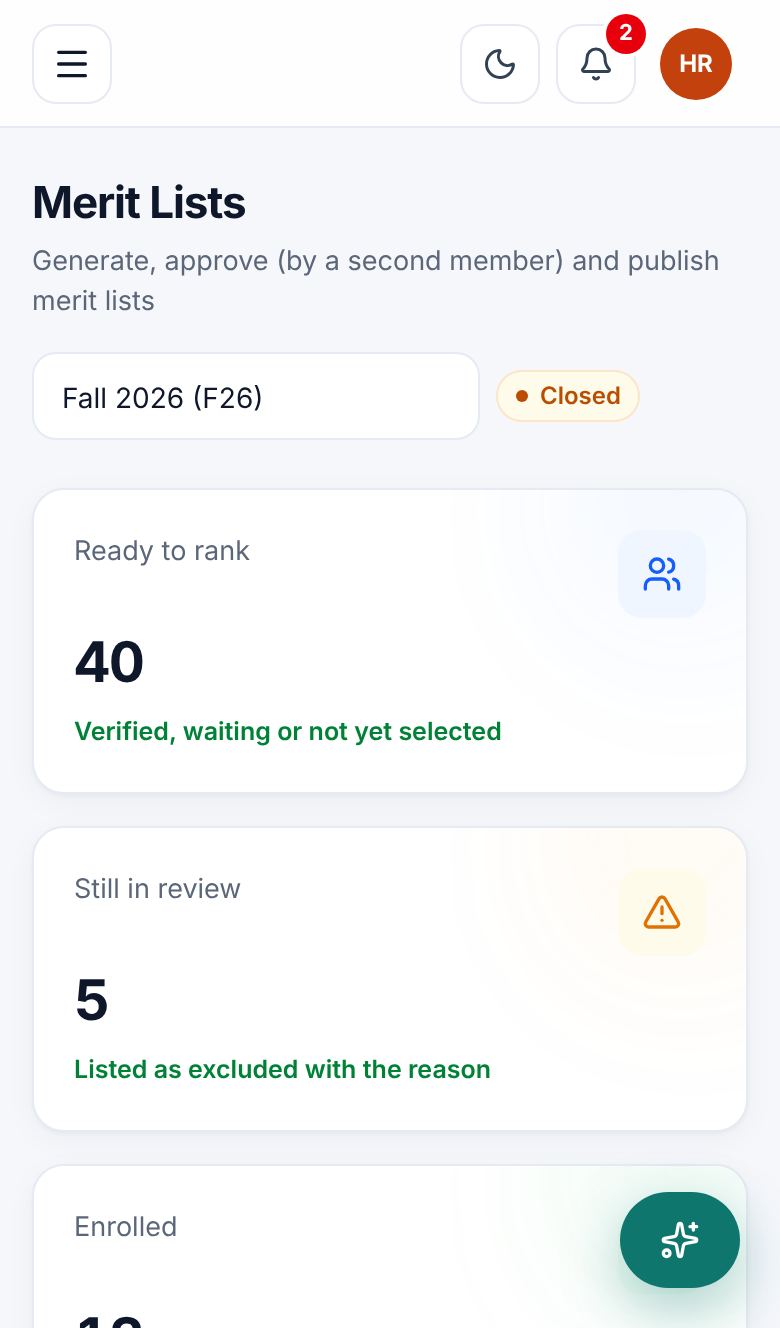 2
HR
Merit Lists
Generate, approve (by a second member) and publish
merit lists
Fall 2026 (F26)
Closed
Ready to rank
40
Verified, waiting or not yet selected
Still in review
5
Listed as excluded with the reason
Enrolled